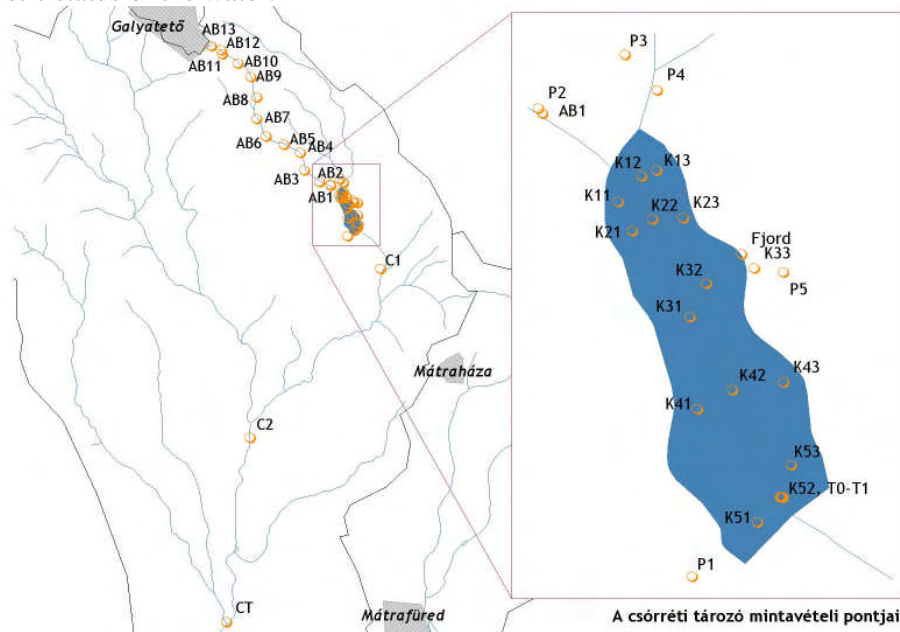 Galyatető
AB13
AB12
AB11
AB10
AB9
AB8
AB7
AB6
AB5
AB4
AB3
AB2
AB1
C1
Mátraháza
C2
CT
Mátrafüred
P3
P4
P2
AB1
K12
K13
K11
K22
K23
K21
Fjord
K33
K32
P5
K31
K43
K42
K41
K53
K52, T0-T1
K51
P1
A csórréti tározó mintavételi pontjai